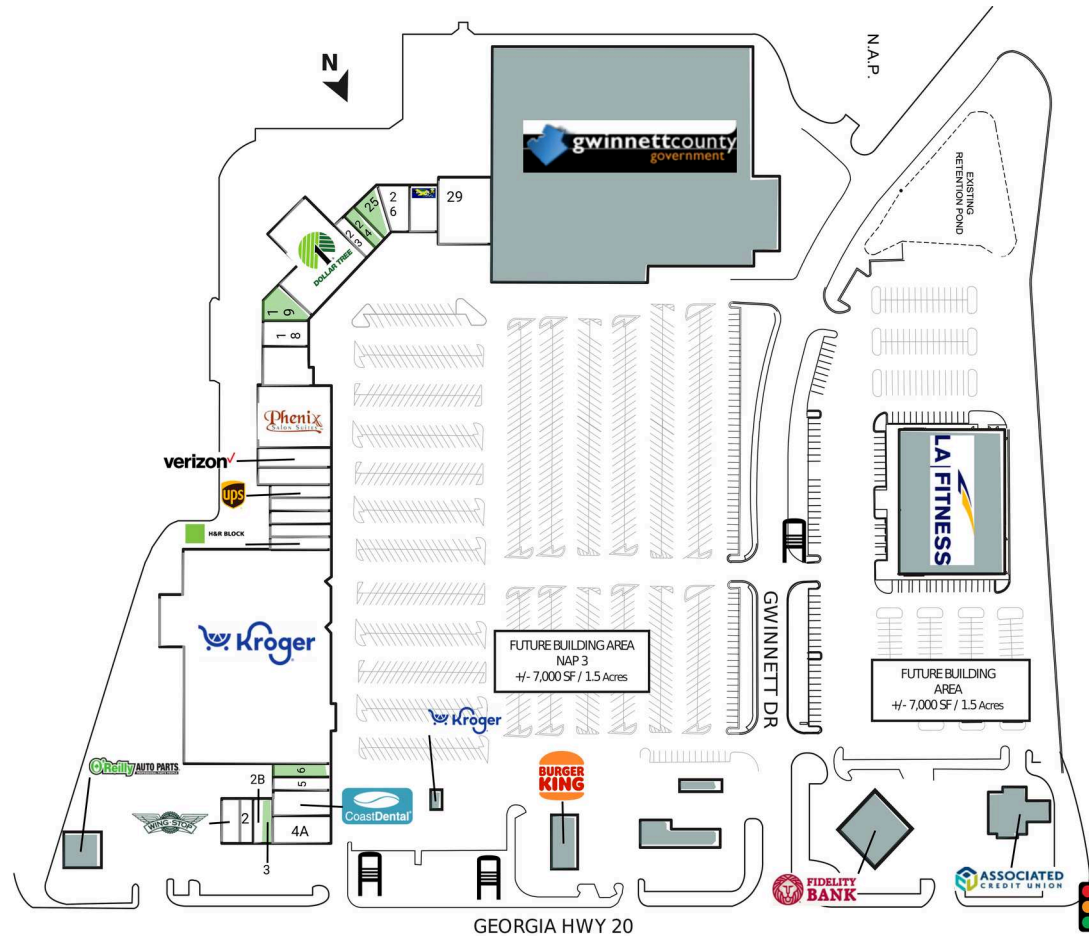 N
N.A.P.
gwinnettcounty
government
EXISTING
RETENTION POND
29
2
6
25
2
4
2
3
DOLLAR TREE
1
9
1
8
Phenix
Salon Suites
verizon
ups
H&R BLOCK
LA|FITNESS
Kroger
GWINNETT DR
FUTURE BUILDING AREA
NAP 3
+/- 7,000 SF / 1.5 Acres
FUTURE BUILDING
AREA
+/- 7,000 SF / 1.5 Acres
Kroger
O'Reilly AUTO PARTS
6
5
2B
BURGER
KING
CoastDental
WING·STOP
2
4A
3
FIDELITY
BANK
ASSOCIATED
CREDIT UNION
GEORGIA HWY 20